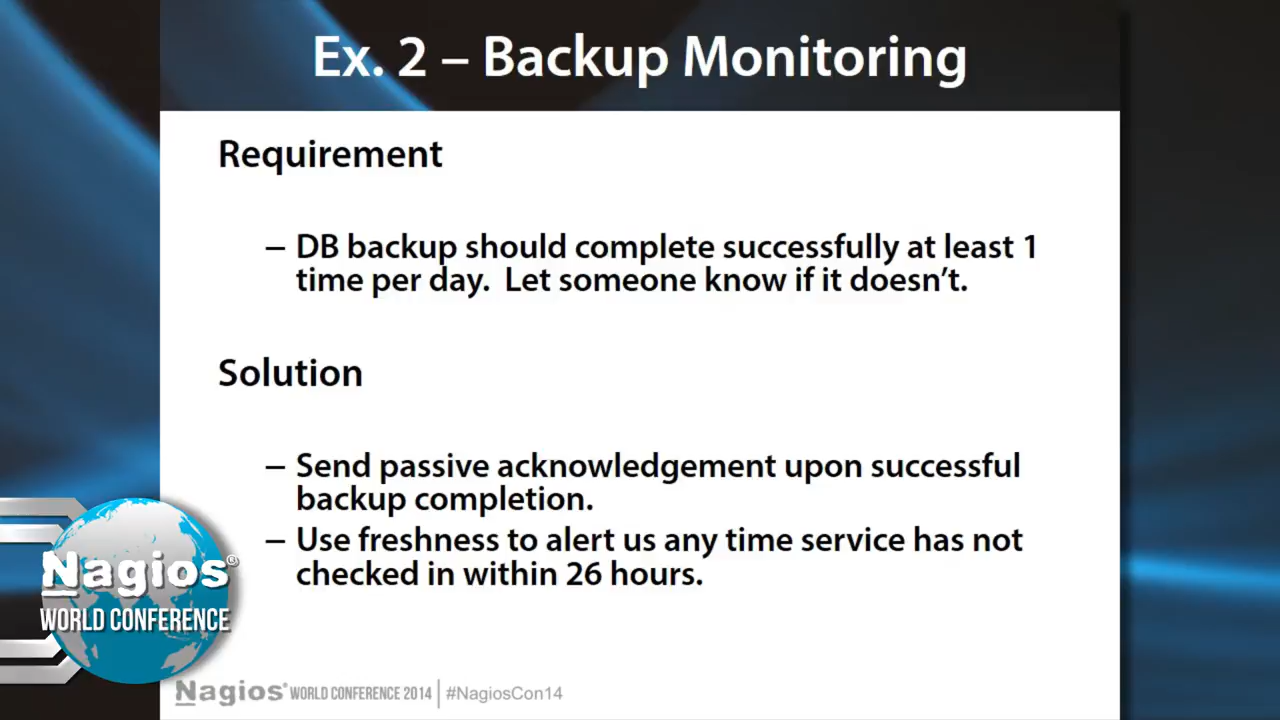 Ex. 2 – Backup Monitoring
Requirement
– DB backup should complete successfully at least 1
time per day.  Let someone know if it doesn’t.
Solution
– Send passive acknowledgement upon successful
backup completion.
– Use freshness to alert us any time service has not
checked in within 26 hours.
Nagios®
WORLD CONFERENCE
Nagios® WORLD CONFERENCE 2014 | #NagiosCon14